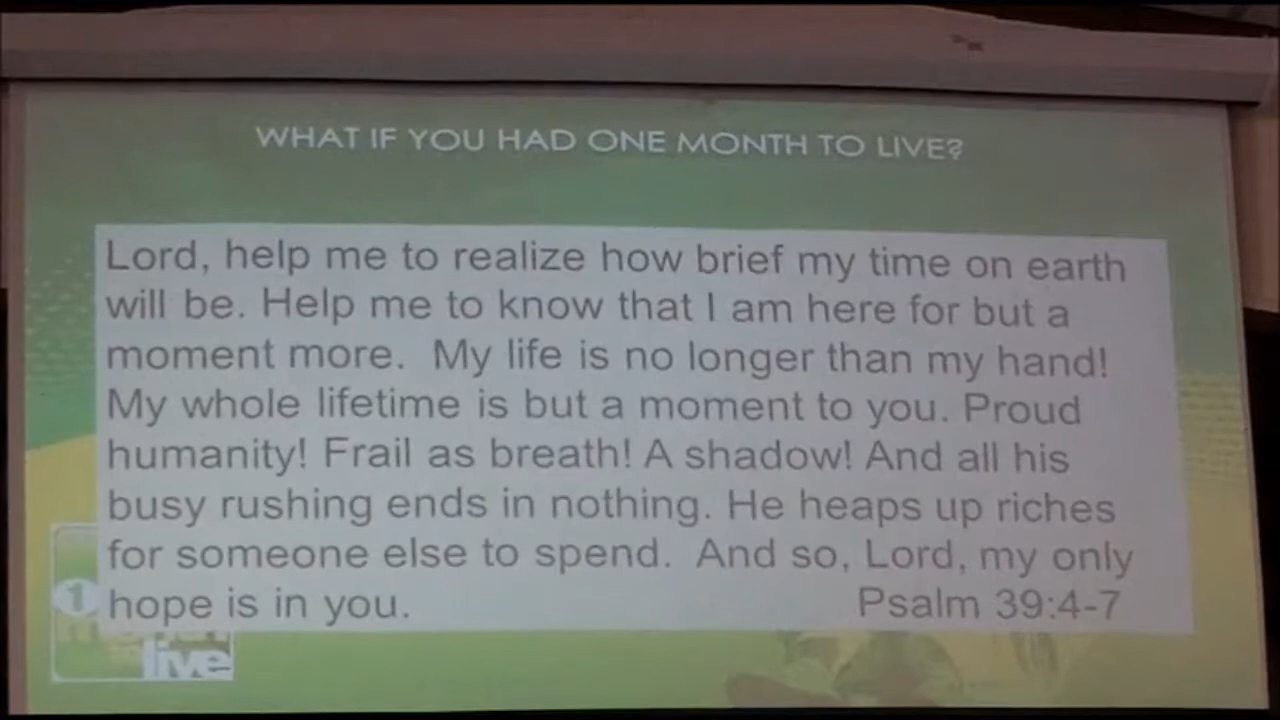 WHAT IF YOU HAD ONE MONTH TO LIVE?
Lord, help me to realize how brief my time on earth
will be. Help me to know that I am here for but a
moment more. My life is no longer than my hand!
My whole lifetime is but a moment to you. Proud
humanity! Frail as breath! A shadow! And all his
busy rushing ends in nothing. He heaps up riches
for someone else to spend. And so, Lord, my only
hope is in you. Psalm 39:4-7
1
live